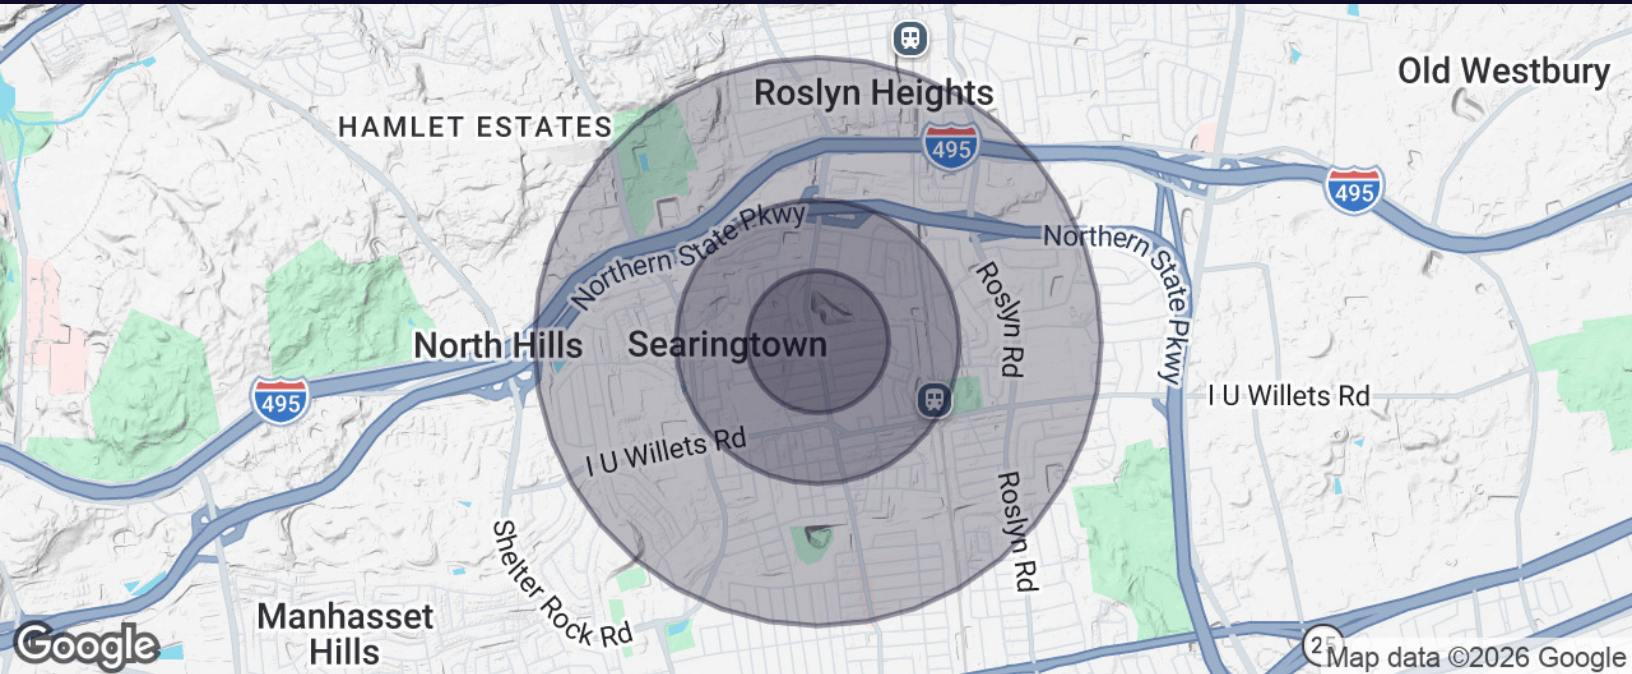 Roslyn Heights
Old Westbury
HAMLET ESTATES
495
495
Northern State Pkwy
Northern State Pkwy
Roslyn Rd
North Hills
Searingtown
495
I U Willets Rd
I U Willets Rd
Roslyn Rd
Shelter Rock Rd
Manhasset
Hills
Google
25
Map data ©2026 Google